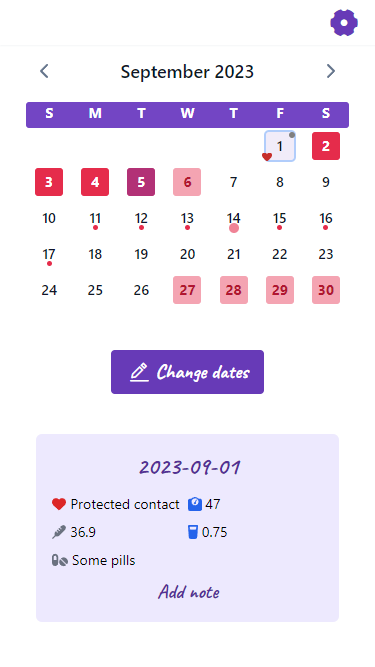 September 2023
S M T W T F S
1 2
3 4 5 6 7 8 9
10 11 12 13 14 15 16
17 18 19 20 21 22 23
24 25 26 27 28 29 30
Change dates
2023-09-01
Protected contact 47
36.9 0.75
Some pills
Add note